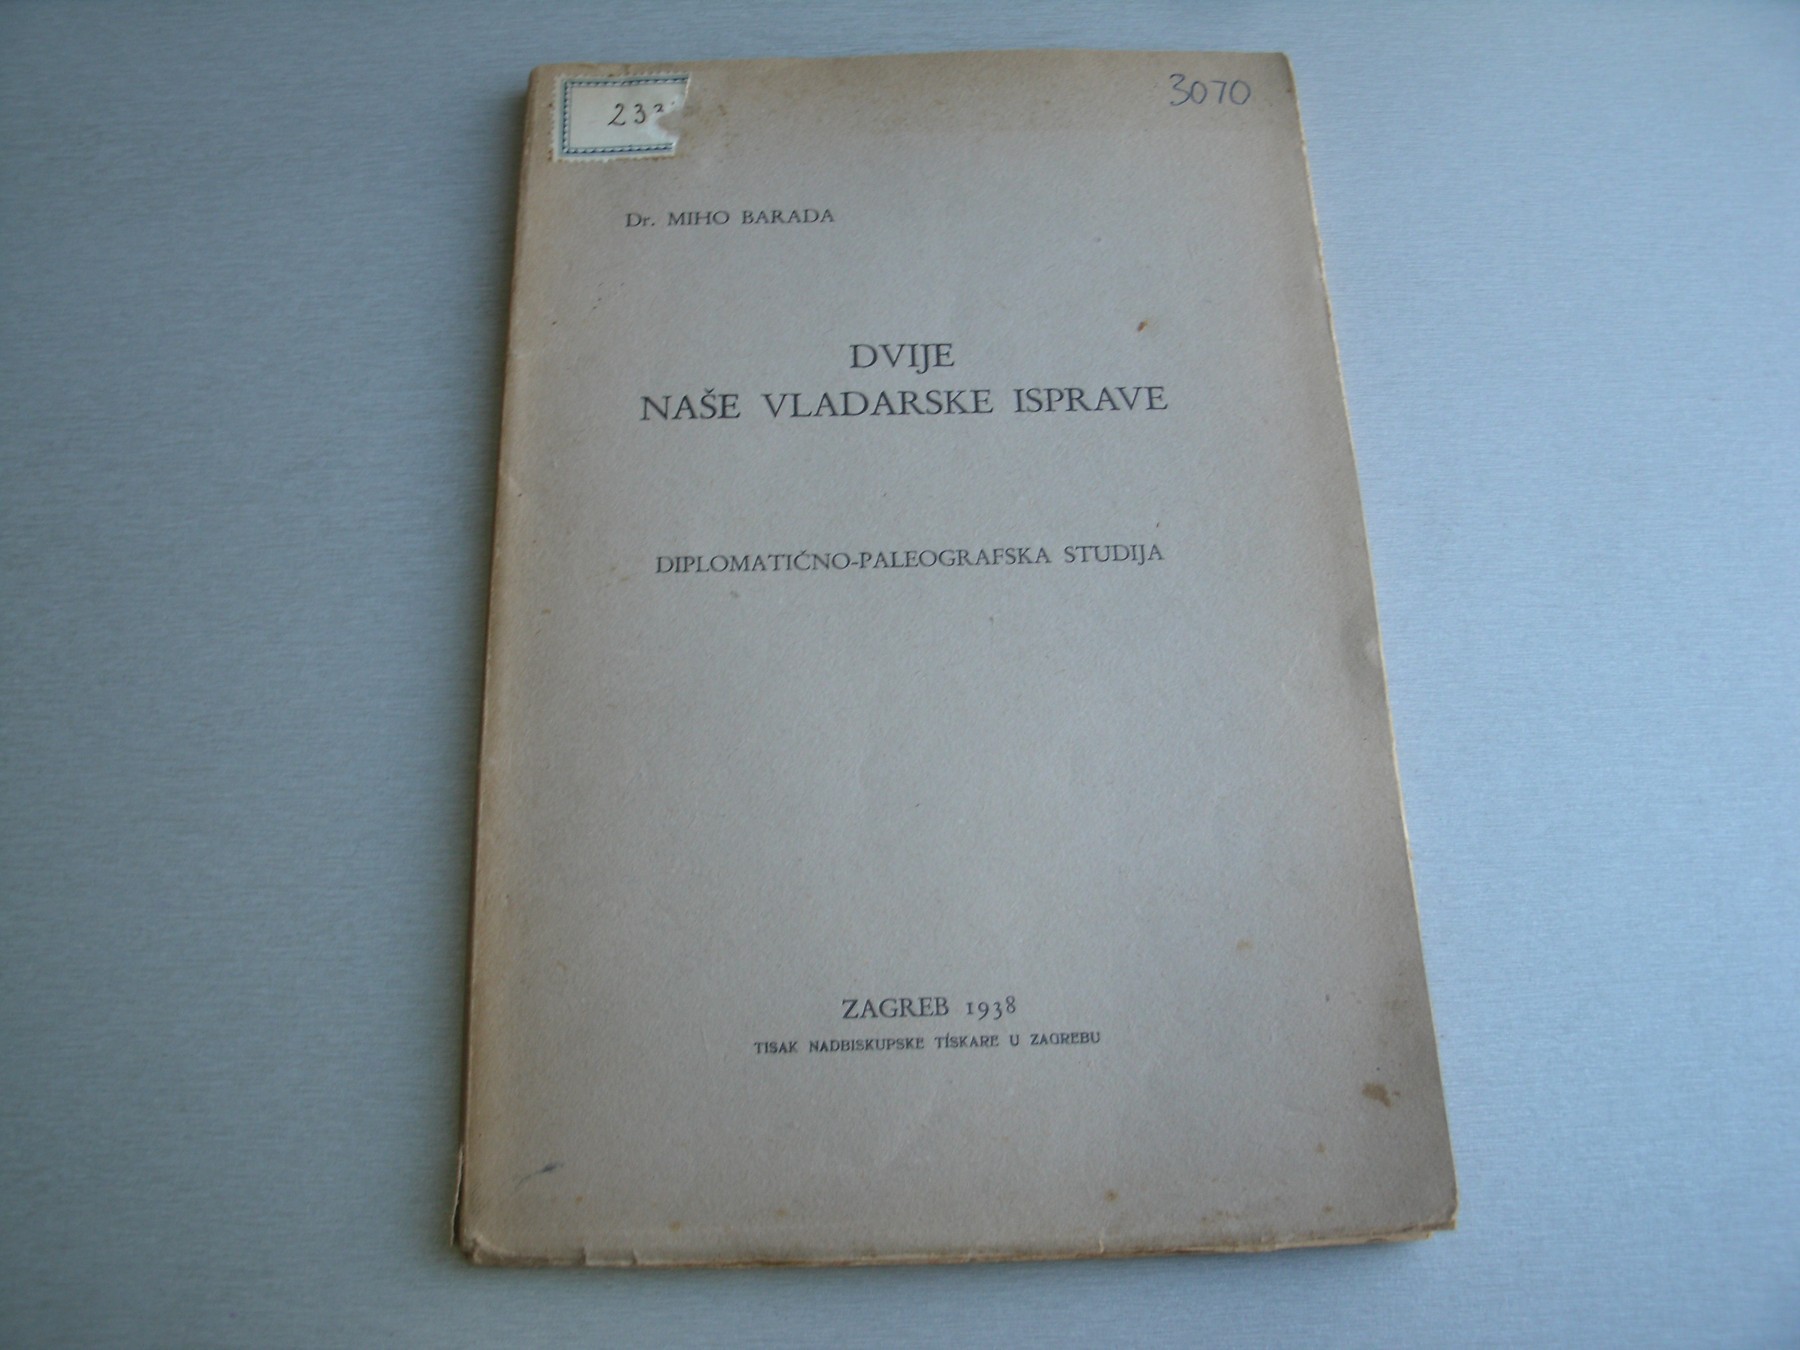 3070
Dr. MIHO BARADA
DVIJE
NAŠE VLADARSKE ISPRAVE
DIPLOMATIČNO-PALEOGRAFSKA STUDIJA
ZAGREB 1938
TISAK NADBISKUPSKE TISKARE U ZAGREBU